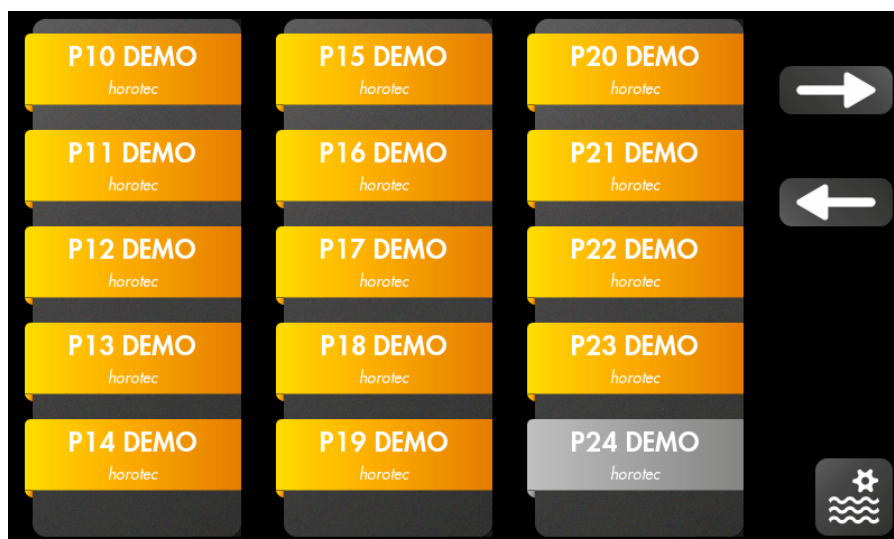 P10 DEMO
horotec
P11 DEMO
horotec
P12 DEMO
horotec
P13 DEMO
horotec
P14 DEMO
horotec
P15 DEMO
horotec
P16 DEMO
horotec
P17 DEMO
horotec
P18 DEMO
horotec
P19 DEMO
horotec
P20 DEMO
horotec
P21 DEMO
horotec
P22 DEMO
horotec
P23 DEMO
horotec
P24 DEMO
horotec